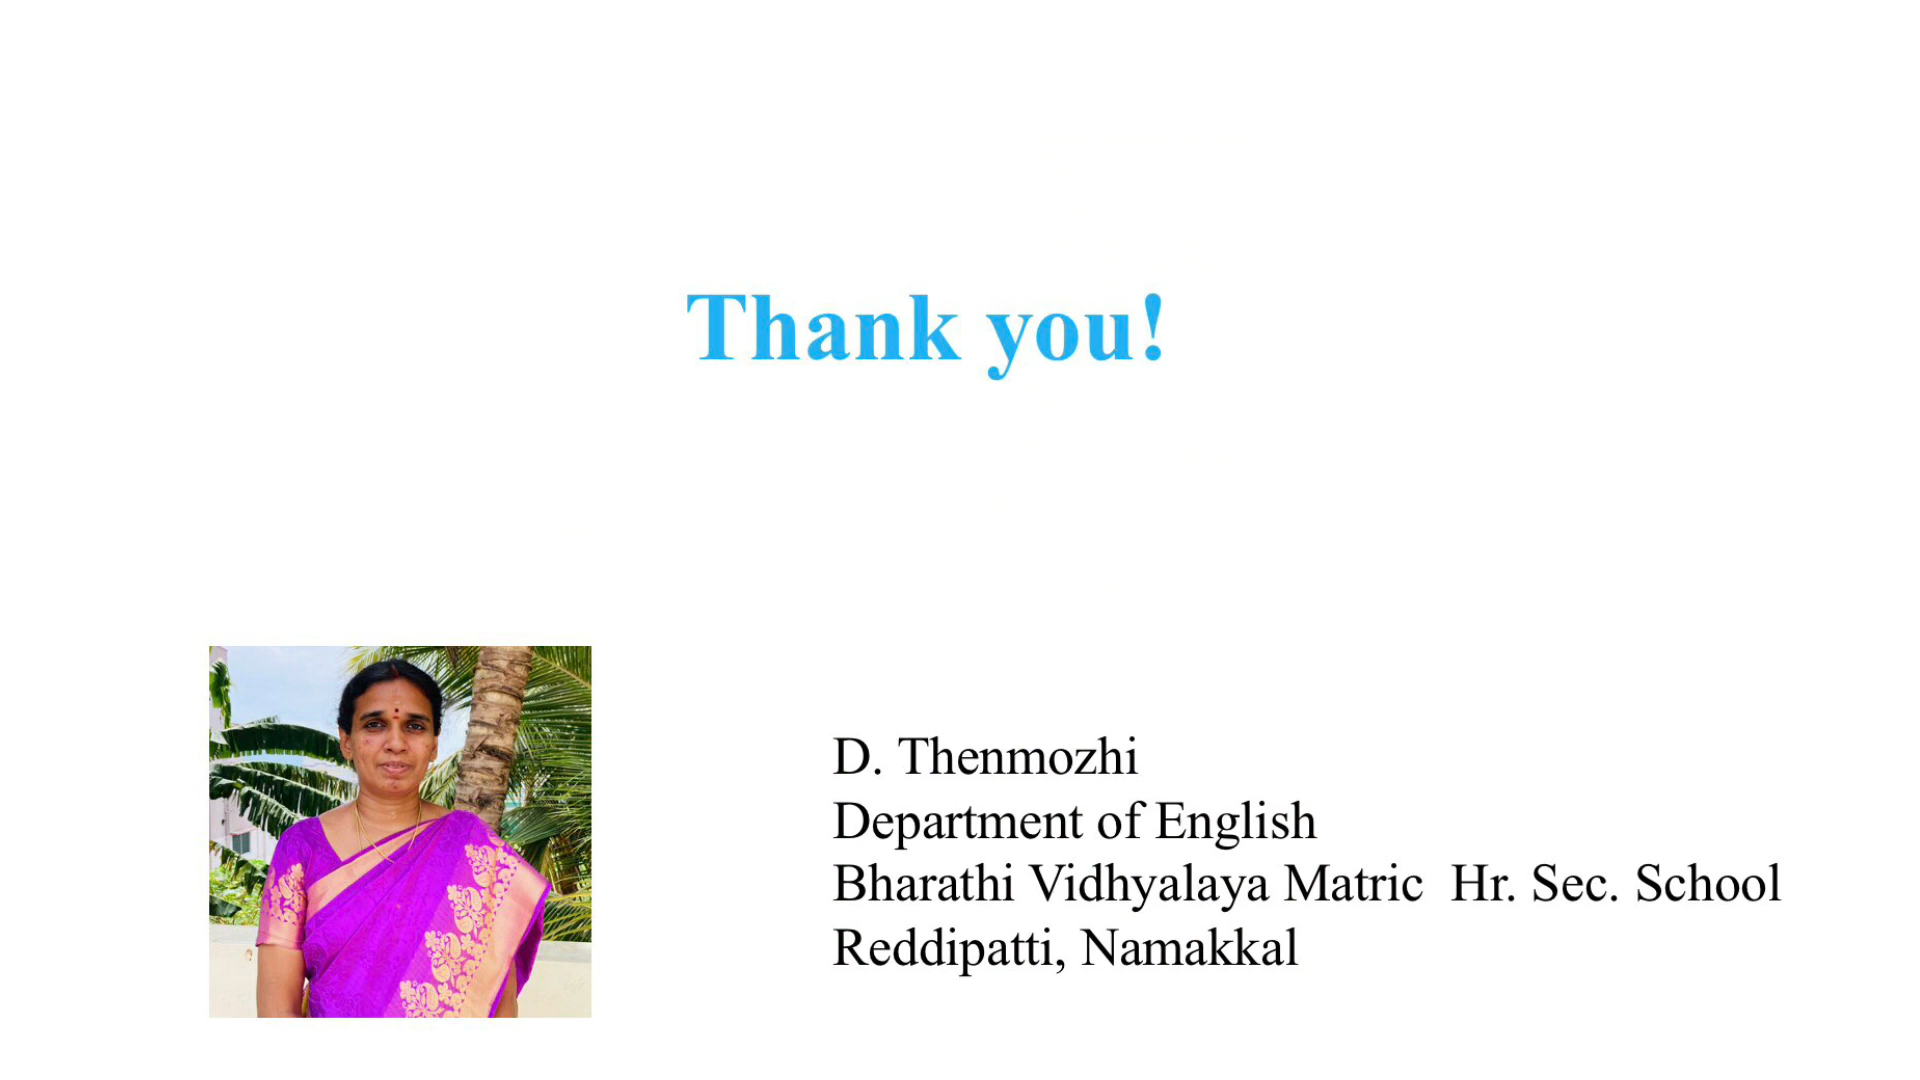 Thank you!
D. Thenmozhi
Department of English
Bharathi Vidhyalaya Matric  Hr. Sec. School
Reddipatti, Namakkal